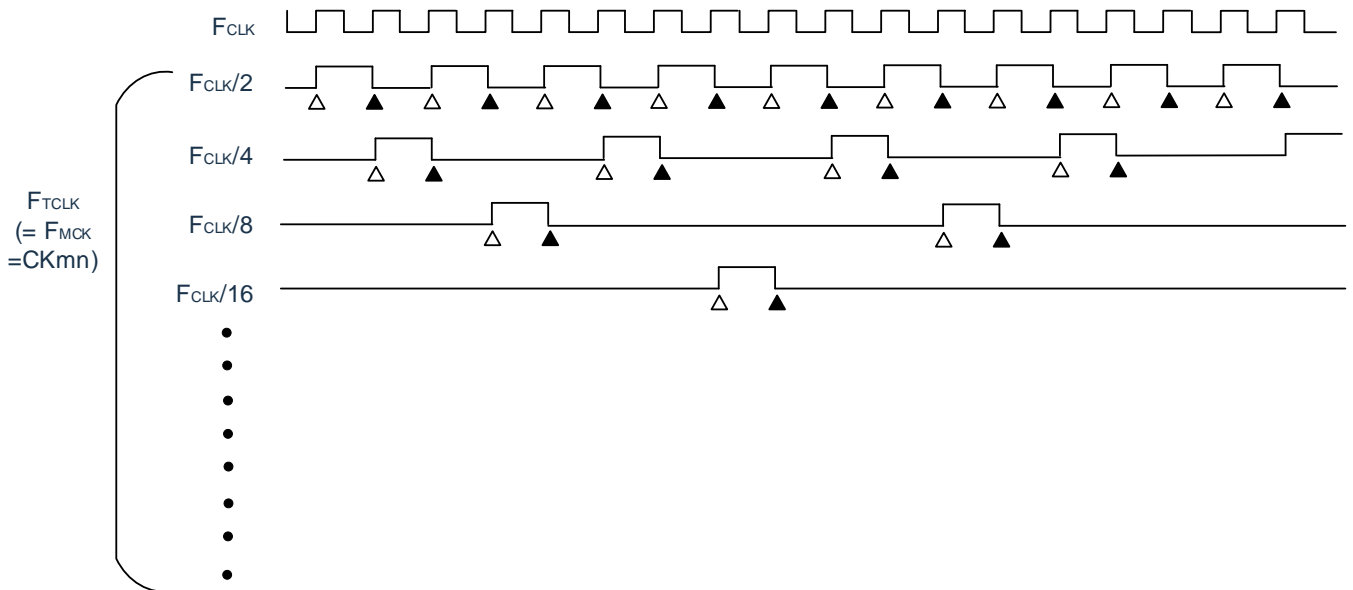 FCLK
FCLK/2
FCLK/4
FCLK/8
FCLK/16
FTCLK
(= FMCK
=CKmn)